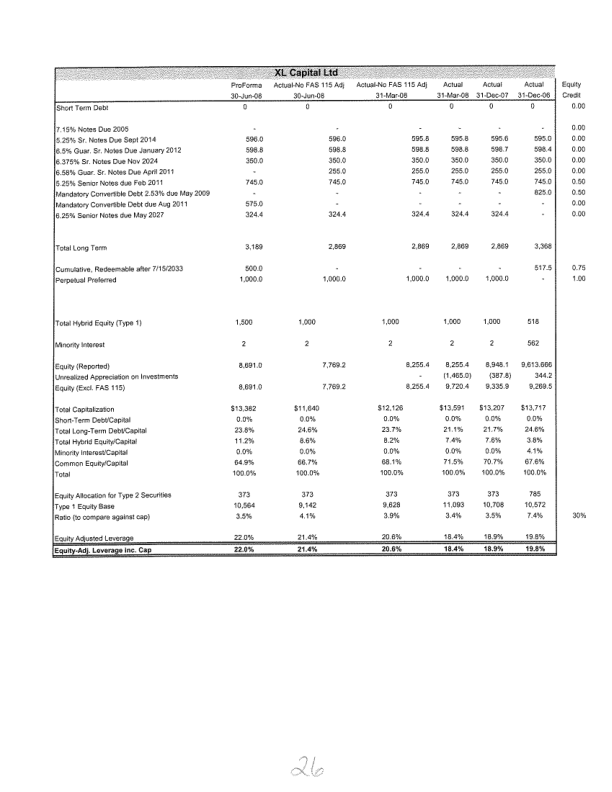 XL Capital Ltd
ProForma Actual-No FAS 115 Adj Actual-No FAS 115 Adj Actual Actual Actual Equity
30-Jun-08 30-Jun-08 31-Mar-08 31-Mar-08 31-Dec-07 31-Dec-06 Credit
Short Term Debt 0 0 0 0 0 0 0.00
7.15% Notes Due 2005 - - - - - - 0.00
5.25% Sr. Notes Due Sept 2014 596.0 596.0 595.8 595.8 595.6 595.0 0.00
6.5% Guar. Sr. Notes Due January 2012 598.8 598.8 598.8 598.8 598.7 598.4 0.00
6.375% Sr. Notes Due Nov 2024 350.0 350.0 350.0 350.0 350.0 350.0 0.00
6.58% Guar. Sr. Notes Due April 2011 - 255.0 255.0 255.0 255.0 255.0 0.00
5.25% Senior Notes due Feb 2011 745.0 745.0 745.0 745.0 745.0 745.0 0.50
Mandatory Convertible Debt 2.53% due May 2009 - - - - - 825.0 0.50
Mandatory Convertible Debt due Aug 2011 575.0 - - - - - 0.00
6.25% Senior Notes due May 2027 324.4 324.4 324.4 324.4 324.4 - 0.00
Total Long Term 3,189 2,869 2,869 2,869 2,869 3,368
Cumulative, Redeemable after 7/15/2033 500.0 - - - - 517.5 0.75
Perpetual Preferred 1,000.0 1,000.0 1,000.0 1,000.0 1,000.0 - 1.00
Total Hybrid Equity (Type 1) 1,500 1,000 1,000 1,000 1,000 518
Minority Interest 2 2 2 2 2 562
Equity (Reported) 8,691.0 7,769.2 8,255.4 8,255.4 8,948.1 9,613.666
Unrealized Appreciation on Investments - (1,465.0) (387.8) 344.2
Equity (Excl. FAS 115) 8,691.0 7,769.2 8,255.4 9,720.4 9,335.9 9,269.5
Total Capitalization $13,382 $11,640 $12,126 $13,591 $13,207 $13,717
Short-Term Debt/Capital 0.0% 0.0% 0.0% 0.0% 0.0% 0.0%
Total Long-Term Debt/Capital 23.8% 24.6% 23.7% 21.1% 21.7% 24.6%
Total Hybrid Equity/Capital 11.2% 8.6% 8.2% 7.4% 7.6% 3.8%
Minority Interest/Capital 0.0% 0.0% 0.0% 0.0% 0.0% 4.1%
Common Equity/Capital 64.9% 66.7% 68.1% 71.5% 70.7% 67.6%
Total 100.0% 100.0% 100.0% 100.0% 100.0% 100.0%
Equity Allocation for Type 2 Securities 373 373 373 373 373 785
Type 1 Equity Base 10,564 9,142 9,628 11,093 10,708 10,572
Ratio (to compare against cap) 3.5% 4.1% 3.9% 3.4% 3.5% 7.4% 30%
Equity Adjusted Leverage 22.0% 21.4% 20.6% 18.4% 18.9% 19.8%
Equity-Adj. Leverage inc. Cap 22.0% 21.4% 20.6% 18.4% 18.9% 19.8%
26